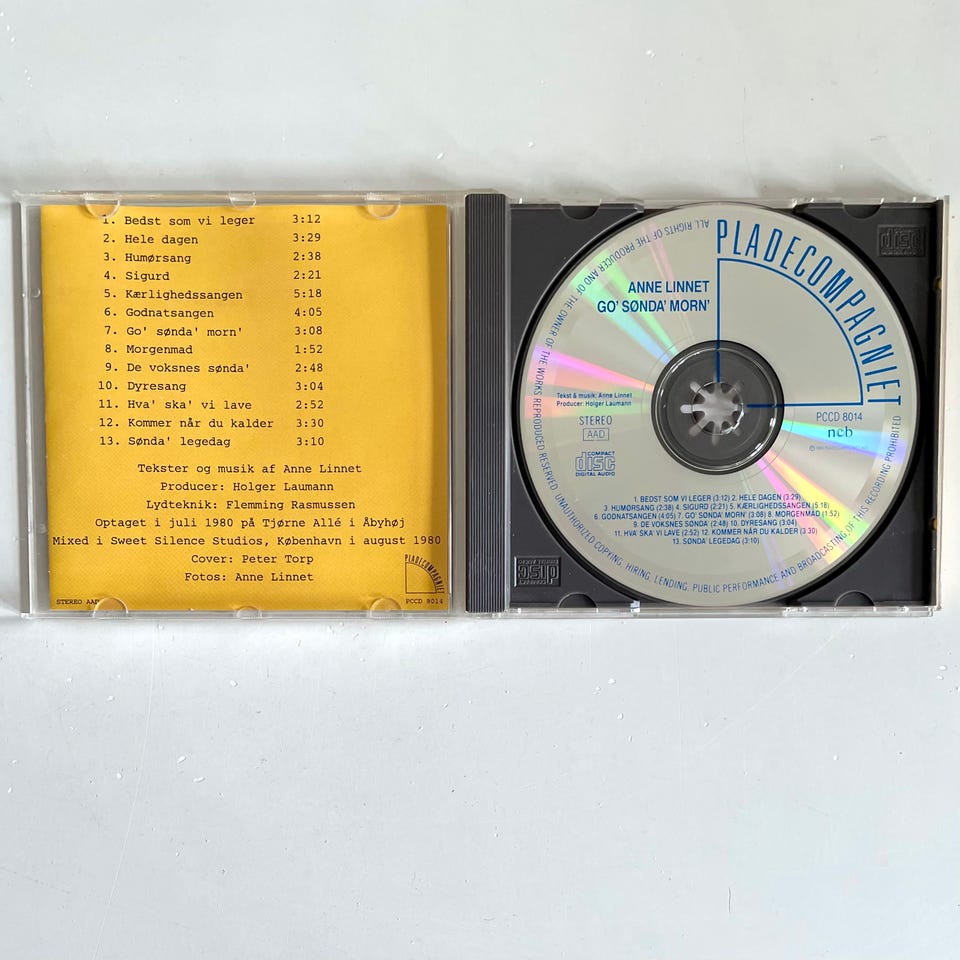 1. Bedst som vi leger 3:12
2. Hele dagen 3:29
3. Humørsang 2:38
4. Sigurd 2:21
5. Kærlighedssangen 5:18
6. Godnatsangen 4:05
7. Go' sønda' morn' 3:08
8. Morgenmad 1:52
9. De voksnes sønda' 2:48
10. Dyresang 3:04
11. Hva' ska' vi lave 2:52
12. Kommer når du kalder 3:30
13. Sønda' legedag 3:10
Tekster og musik af Anne Linnet
Producer: Holger Laumann
Lydteknik: Flemming Rasmussen
Optaget i juli 1980 på Tjørne Allé i Åbyhøj
Mixed i Sweet Silence Studios, København i august 1980
Cover: Peter Torp
Fotos: Anne Linnet
PLADECOMPAGNIET
STEREO AAD
PCCD 8014
PLADECOMPAGNIET
ANNE LINNET
GO' SØNDA' MORN'
Tekst & musik: Anne Linnet
Producer: Holger Laumann
STEREO
AAD
COMPACT
disc
DIGITAL AUDIO
PCCD 8014
ncb
1. BEDST SOM VI LEGER (3:12) 2. HELE DAGEN (3:29)
3. HUMØRSANG (2:38) 4. SIGURD (2:21) 5. KÆRLIGHEDSSANGEN (5:18)
6. GODNATSANGEN (4:05) 7. GO' SØNDA' MORN' (3:08) 8. MORGENMAD (1:52)
9. DE VOKSNES SØNDA' (2:48) 10. DYRESANG (3:04)
11. HVA' SKA' VI LAVE (2:52) 12. KOMMER NÅR DU KALDER (3:30)
13. SØNDA' LEGEDAG (3:10)
ALL RIGHTS OF THE PRODUCER AND OF THE OWNER OF THE WORKS REPRODUCED RESERVED. UNAUTHORIZED COPYING, HIRING, LENDING, PUBLIC PERFORMANCE AND BROADCASTING OF THIS RECORDING PROHIBITED
disc
disc